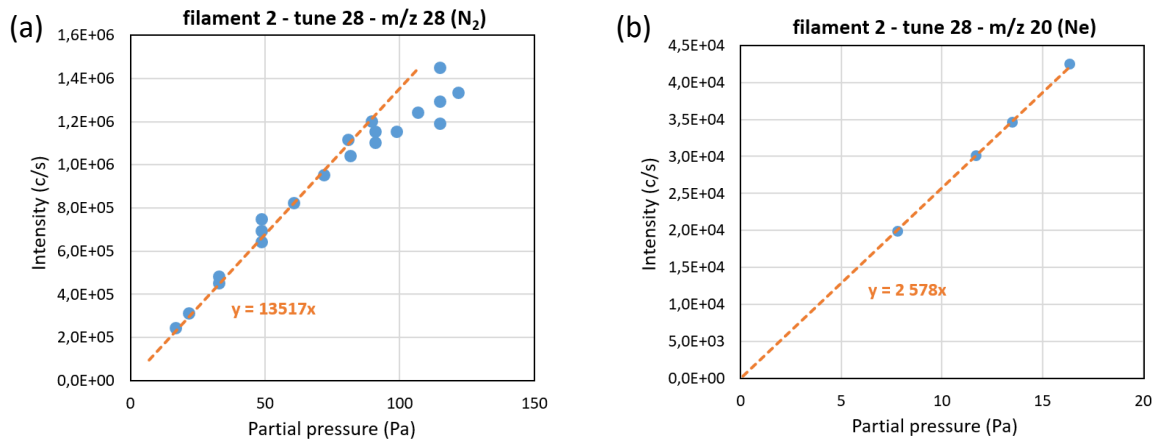 (a)
filament 2 - tune 28 - m/z 28 (N₂)
1,6E+06
1,4E+06
1,2E+06
1,0E+06
8,0E+05
6,0E+05
4,0E+05
2,0E+05
0,0E+00
Intensity (c/s)
y = 13517x
0 50 100 150
Partial pressure (Pa)
(b)
filament 2 - tune 28 - m/z 20 (Ne)
4,5E+04
4,0E+04
3,5E+04
3,0E+04
2,5E+04
2,0E+04
1,5E+04
1,0E+04
5,0E+03
0,0E+00
Intensity (c/s)
y = 2 578x
0 5 10 15 20
Partial pressure (Pa)